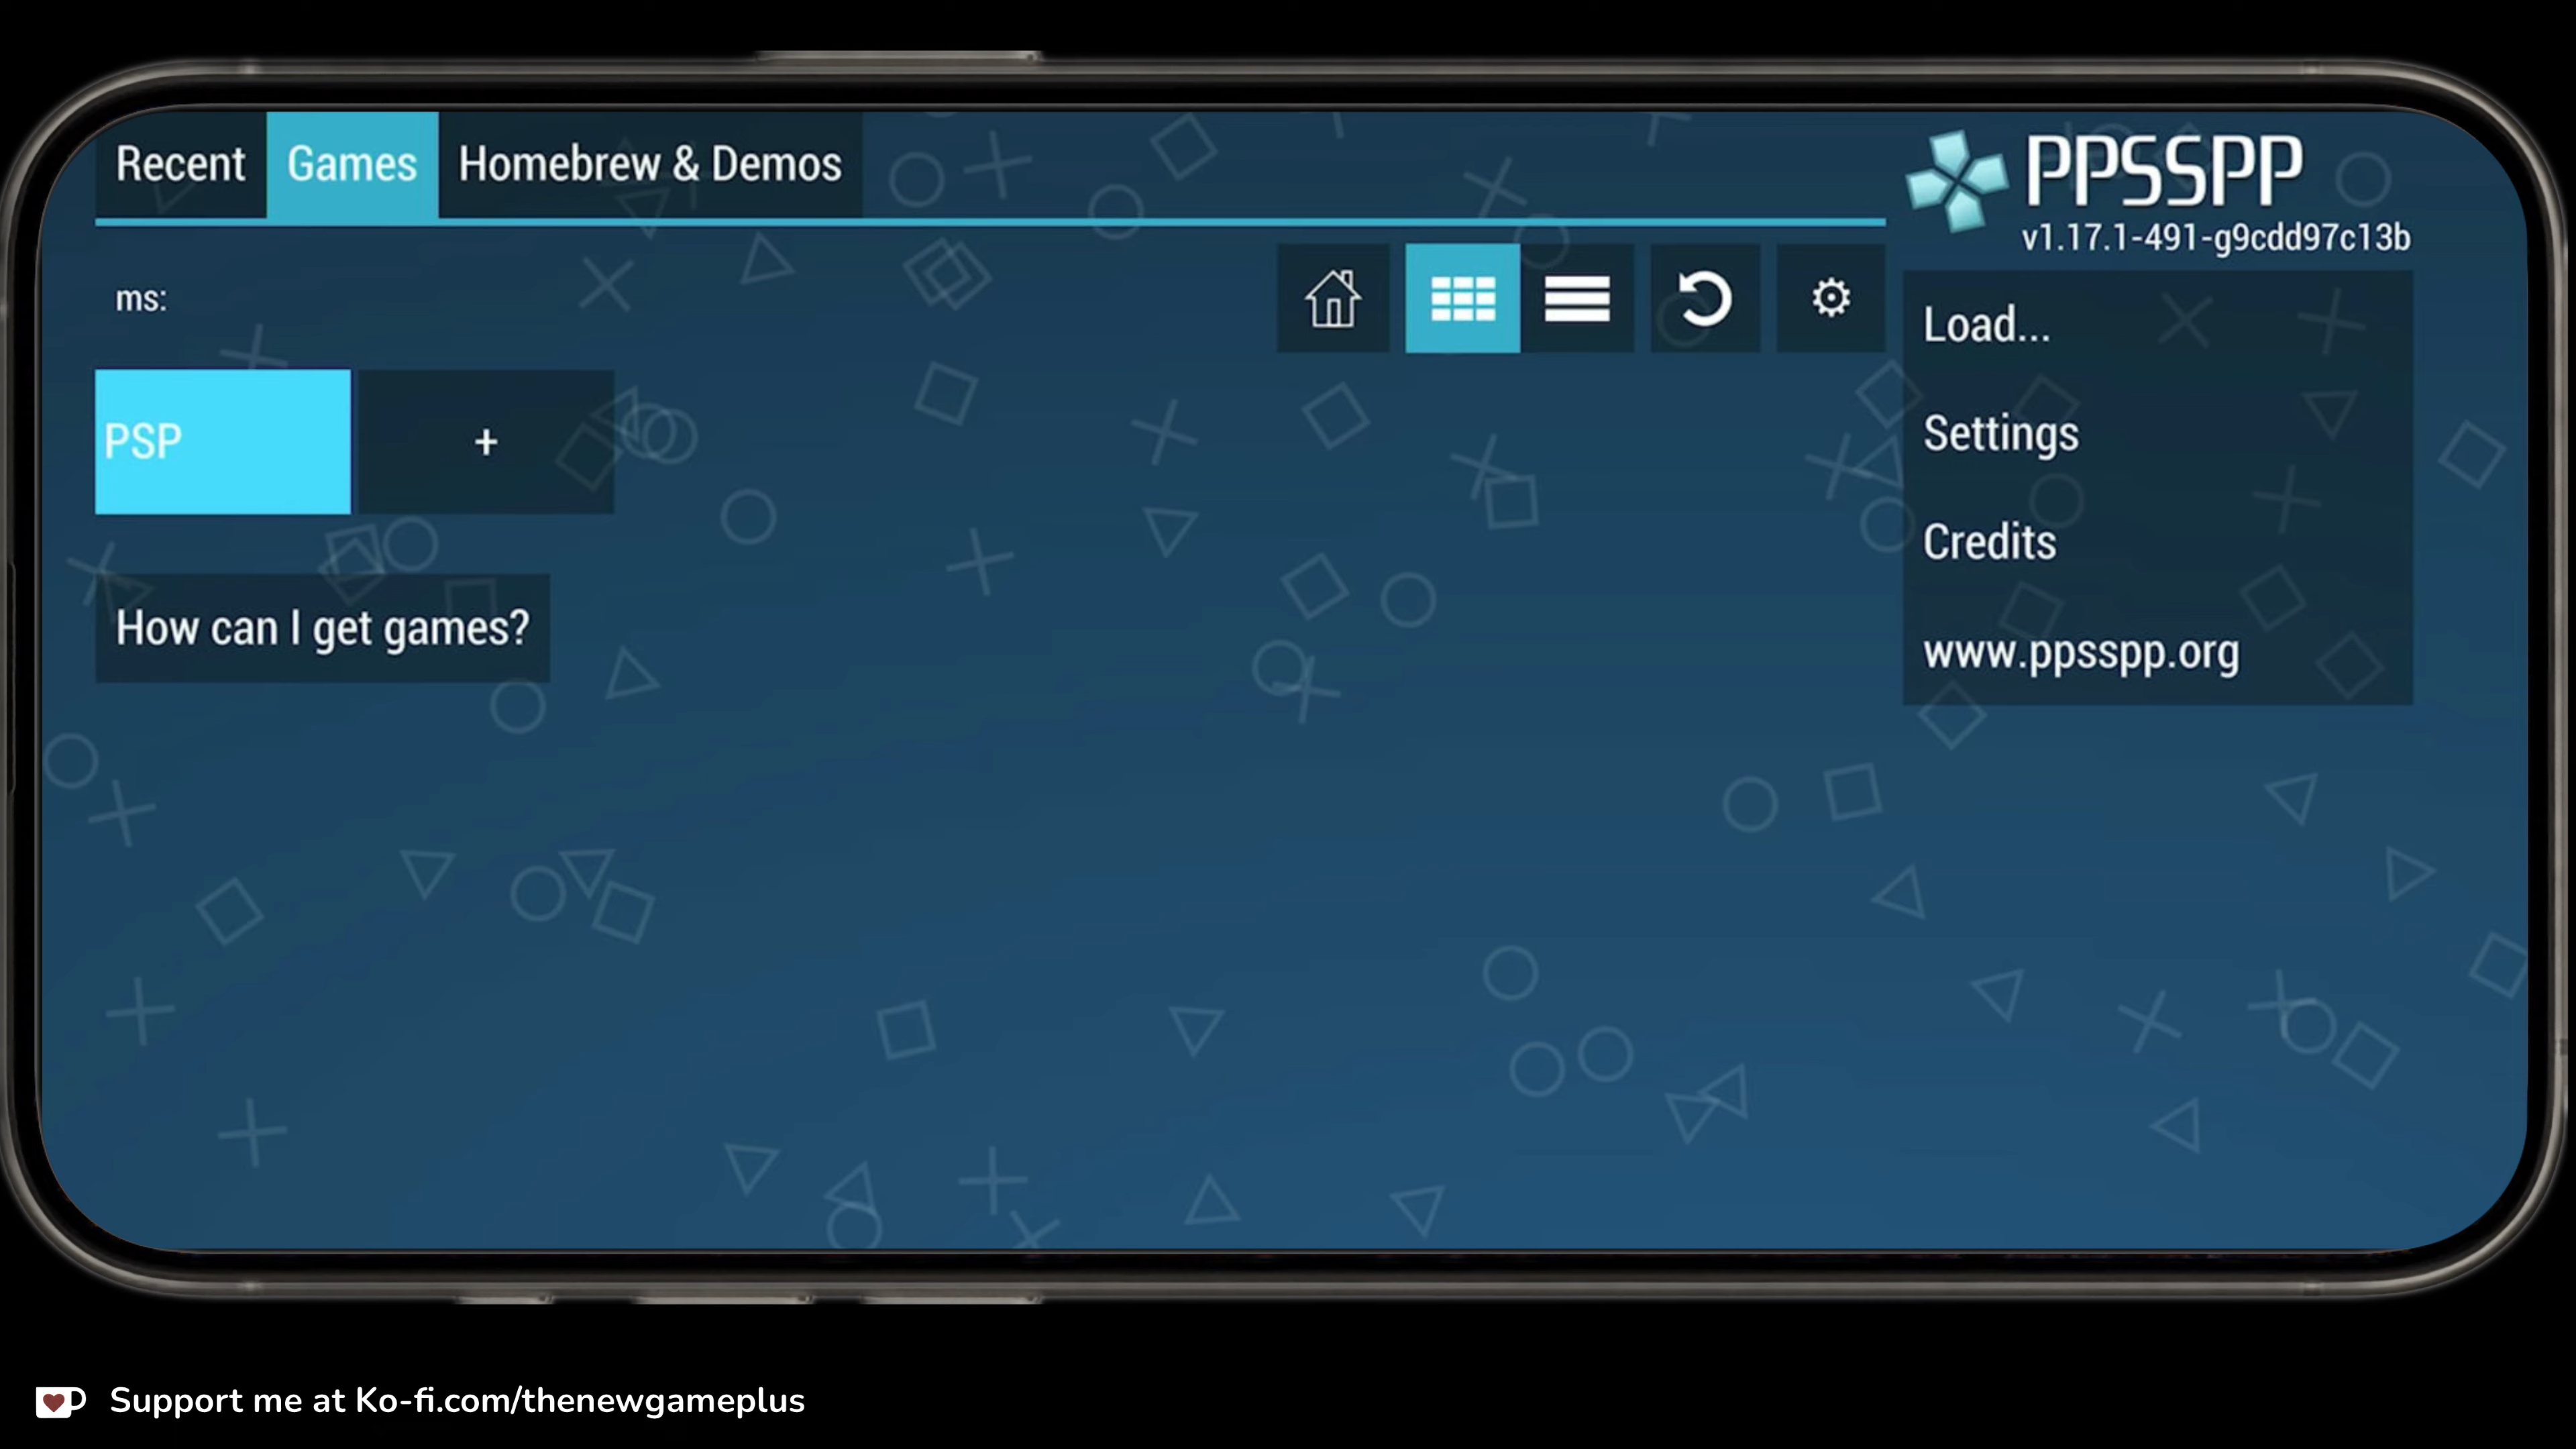 Recent Games Homebrew & Demos
PPSSPP
v1.17.1-491-g9cdd97c13b
ms:
Load...
PSP
+
Settings
Credits
How can I get games?
www.ppsspp.org
Support me at Ko-fi.com/thenewgameplus